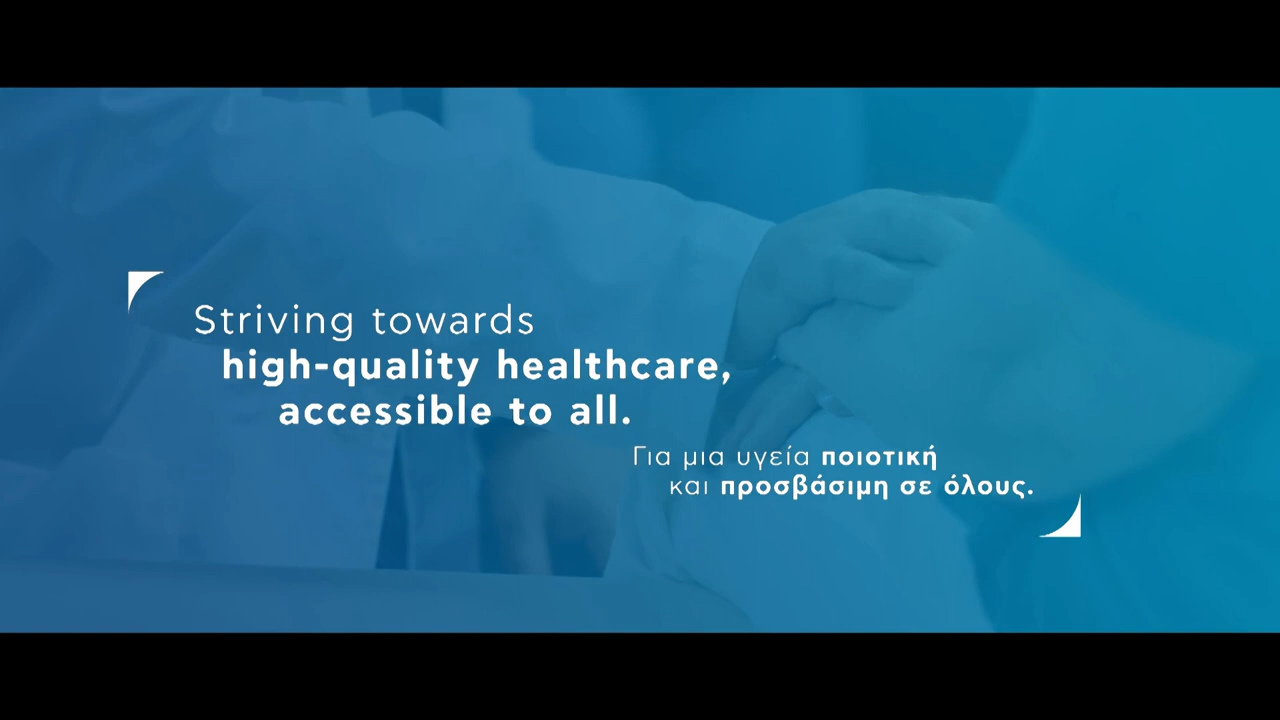 Striving towards
high-quality healthcare,
accessible to all.
Για μια υγεία ποιοτική
και προσβάσιμη σε όλους.